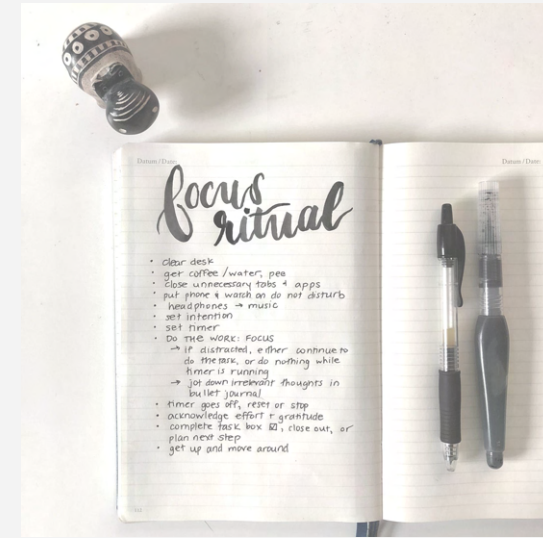 Datum / Date:
Datum / Date:
focus
ritual
• clear desk
• get coffee / water, pee
• close unnecessary tabs + apps
• put phone & watch on do not disturb
• headphones → music
• set intention
• set timer
• DO THE WORK: FOCUS
→ if distracted, either continue to
do the task, or do nothing while
timer is running
→ jot down irrelevant thoughts in
bullet journal
• timer goes off, reset or stop
• acknowledge effort + gratitude
• complete task box ☑, close out, or
plan next step
• get up and move around